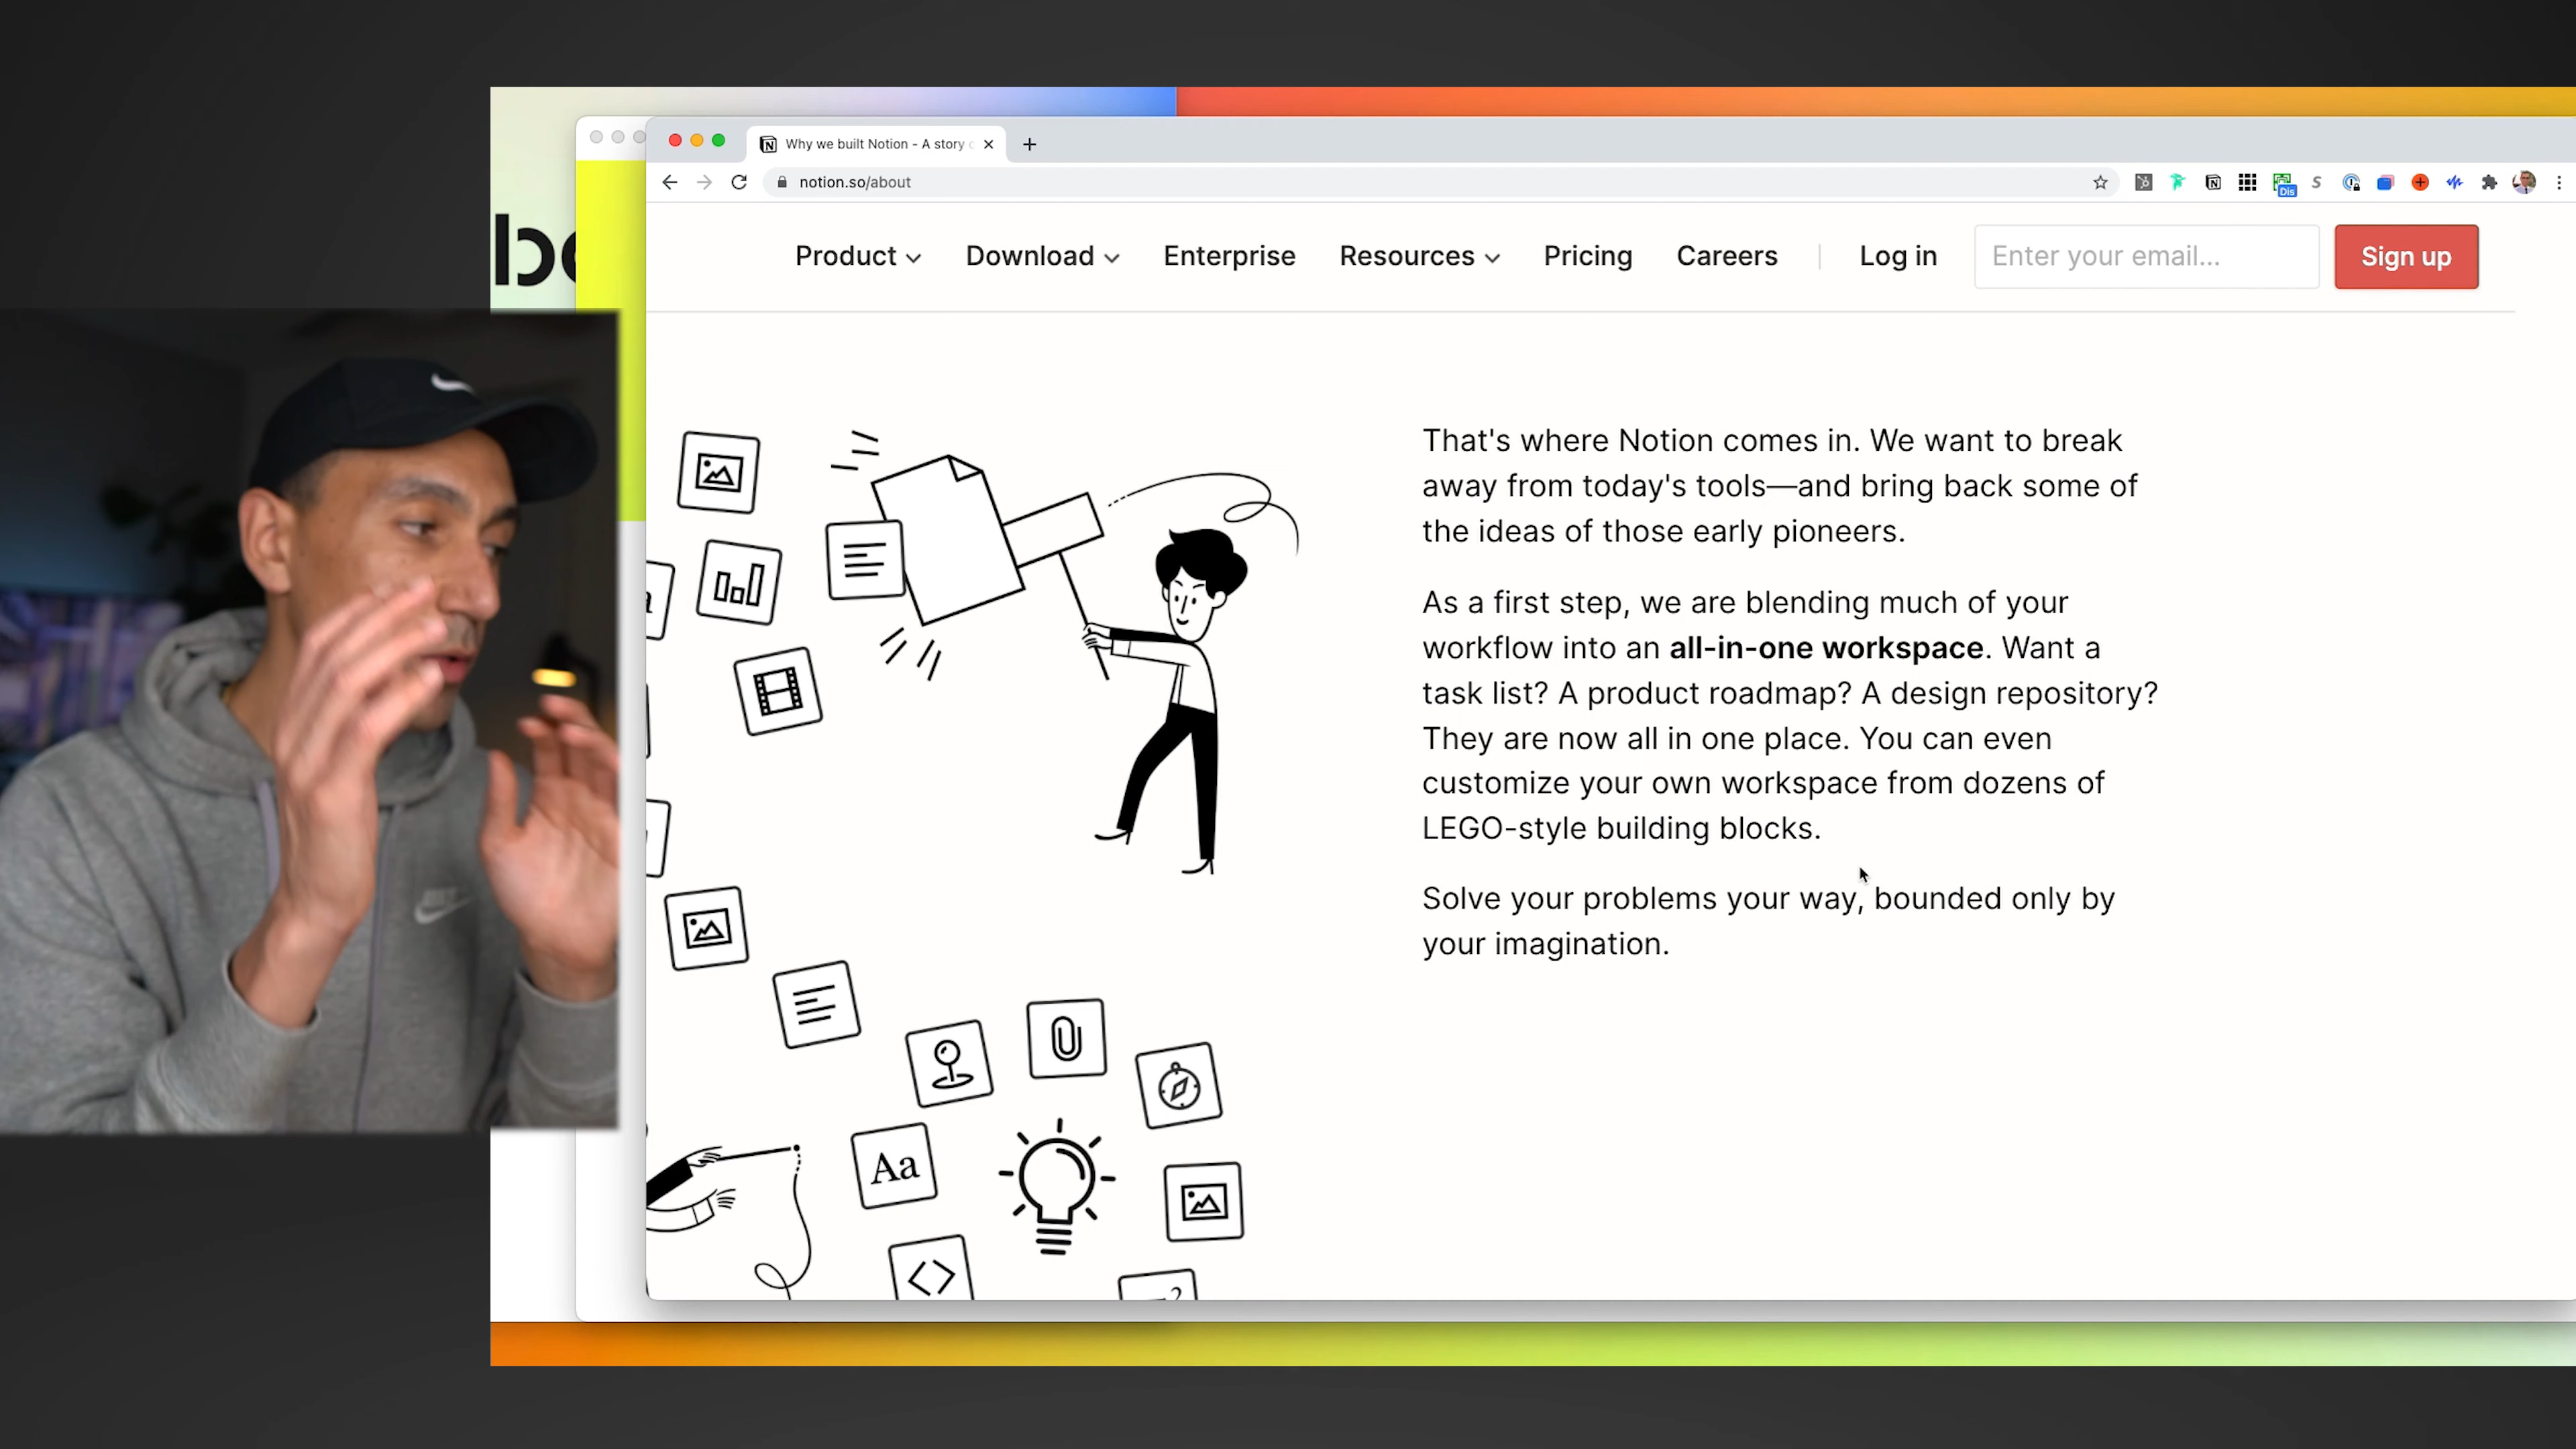 Why we built Notion - A story
notion.so/about
Dis
Product
Download
Enterprise
Resources
Pricing
Careers
Log in
Enter your email...
Sign up
That's where Notion comes in. We want to break
away from today's tools—and bring back some of
the ideas of those early pioneers.
As a first step, we are blending much of your
workflow into an all-in-one workspace. Want a
task list? A product roadmap? A design repository?
They are now all in one place. You can even
customize your own workspace from dozens of
LEGO-style building blocks.
Solve your problems your way, bounded only by
your imagination.
Aa